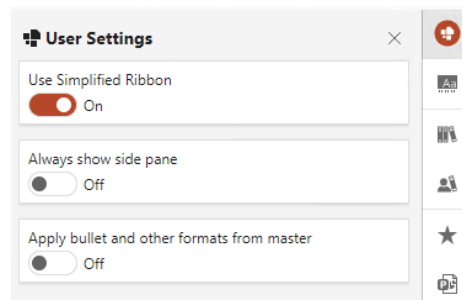 User Settings
Use Simplified Ribbon
On
Aa
Always show side pane
Off
Apply bullet and other formats from master
Off